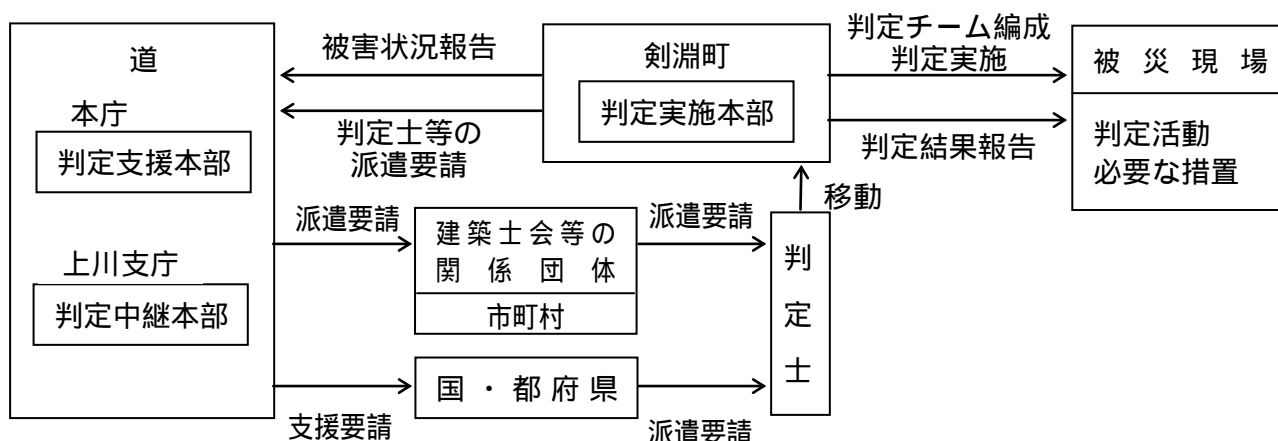 道
本庁
判定支援本部
上川支庁
判定中継本部
被害状況報告
判定士等の
派遣要請
剣淵町
判定実施本部
判定チーム編成
判定実施
判定結果報告
被災現場
判定活動
必要な措置
移動
派遣要請
建築士会等の
関係団体
市町村
派遣要請
判定士
支援要請
国・都府県
派遣要請